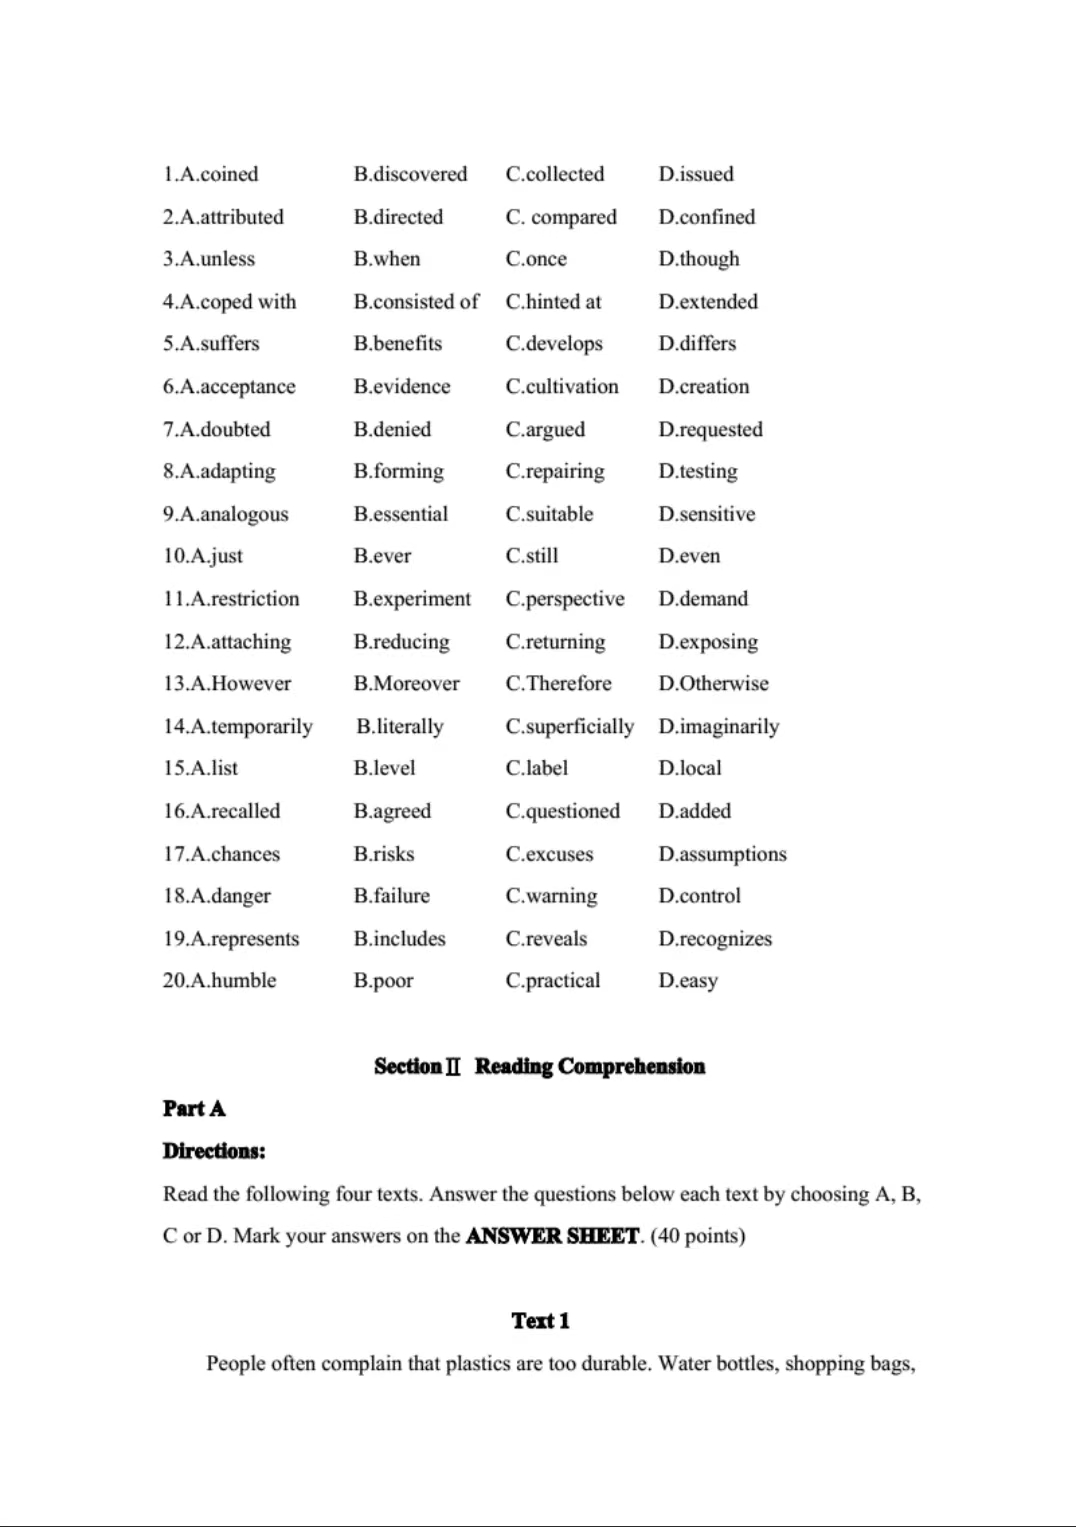 1.A.coined B.discovered C.collected D.issued
2.A.attributed B.directed C. compared D.confined
3.A.unless B.when C.once D.though
4.A.coped with B.consisted of C.hinted at D.extended
5.A.suffers B.benefits C.develops D.differs
6.A.acceptance B.evidence C.cultivation D.creation
7.A.doubted B.denied C.argued D.requested
8.A.adapting B.forming C.repairing D.testing
9.A.analogous B.essential C.suitable D.sensitive
10.A.just B.ever C.still D.even
11.A.restriction B.experiment C.perspective D.demand
12.A.attaching B.reducing C.returning D.exposing
13.A.However B.Moreover C.Therefore D.Otherwise
14.A.temporarily B.literally C.superficially D.imaginarily
15.A.list B.level C.label D.local
16.A.recalled B.agreed C.questioned D.added
17.A.chances B.risks C.excuses D.assumptions
18.A.danger B.failure C.warning D.control
19.A.represents B.includes C.reveals D.recognizes
20.A.humble B.poor C.practical D.easy
SectionⅡ Reading Comprehension
Part A
Directions:
Read the following four texts. Answer the questions below each text by choosing A, B,
C or D. Mark your answers on the ANSWER SHEET. (40 points)
Text 1
People often complain that plastics are too durable. Water bottles, shopping bags,